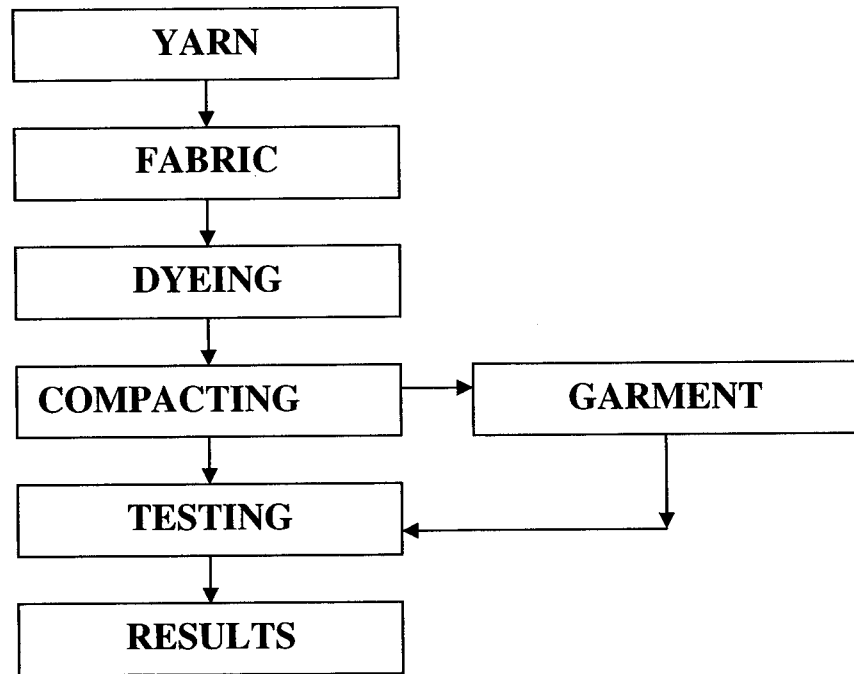 YARN
FABRIC
DYEING
COMPACTING
GARMENT
TESTING
RESULTS